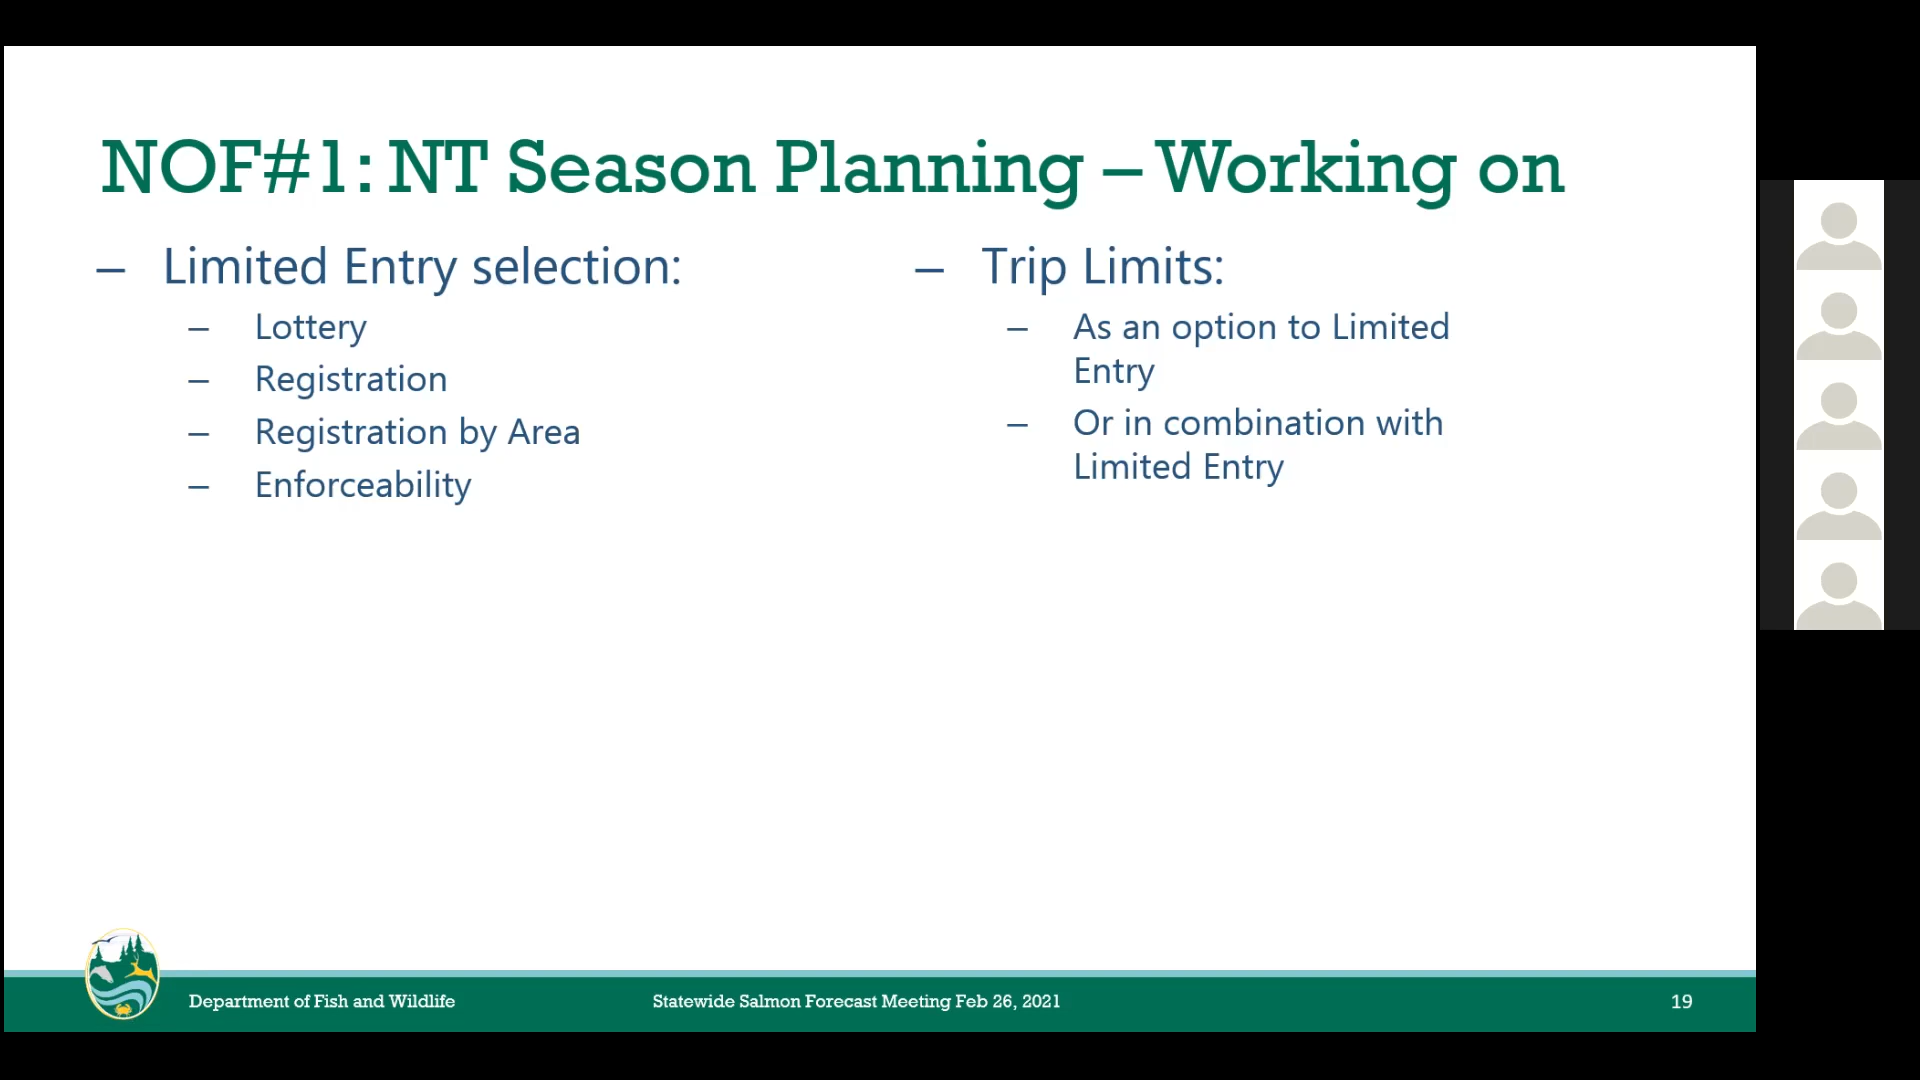 NOF#1: NT Season Planning – Working on
– Limited Entry selection:
– Lottery
– Registration
– Registration by Area
– Enforceability
– Trip Limits:
– As an option to Limited
Entry
– Or in combination with
Limited Entry
Department of Fish and Wildlife
Statewide Salmon Forecast Meeting Feb 26, 2021
19